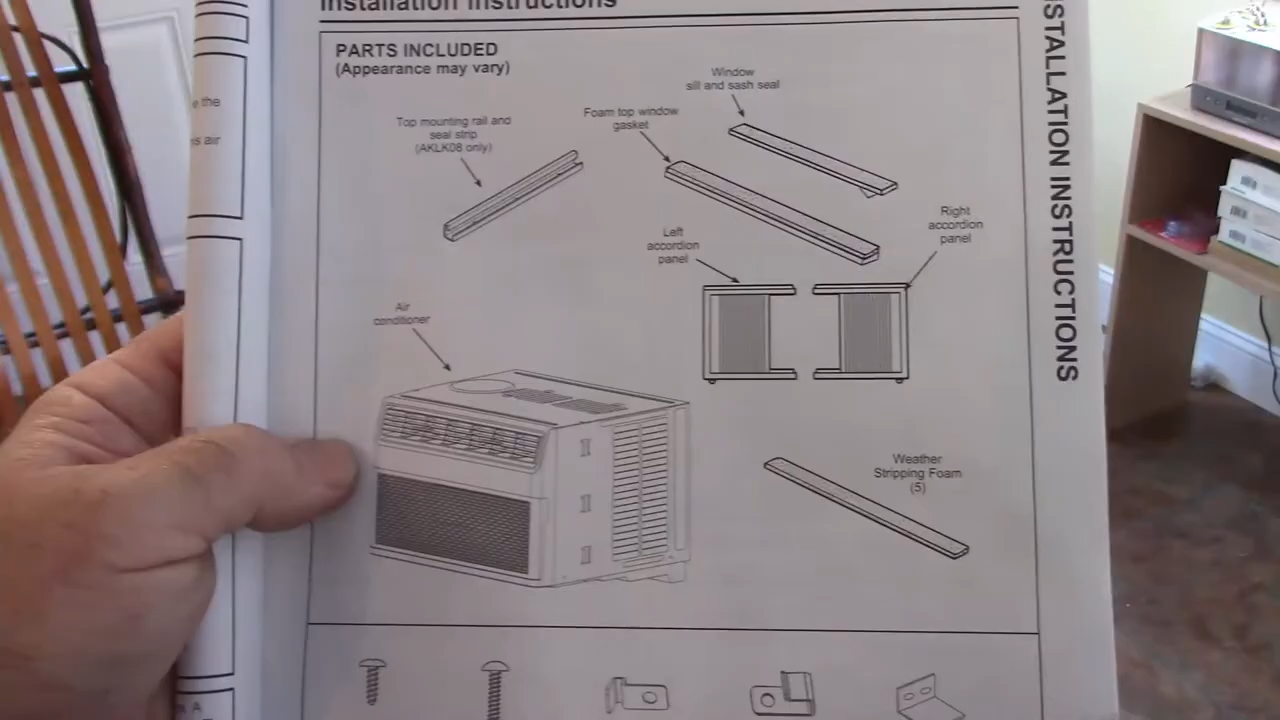 Installation Instructions
PARTS INCLUDED
(Appearance may vary)
Window
sill and sash seal
Foam top window
gasket
Top mounting rail and
seal strip
(AKLK08 only)
Right
accordion
panel
Left
accordion
panel
Air
conditioner
Weather
Stripping Foam
(5)
INSTALLATION INSTRUCTIONS
the
air
A